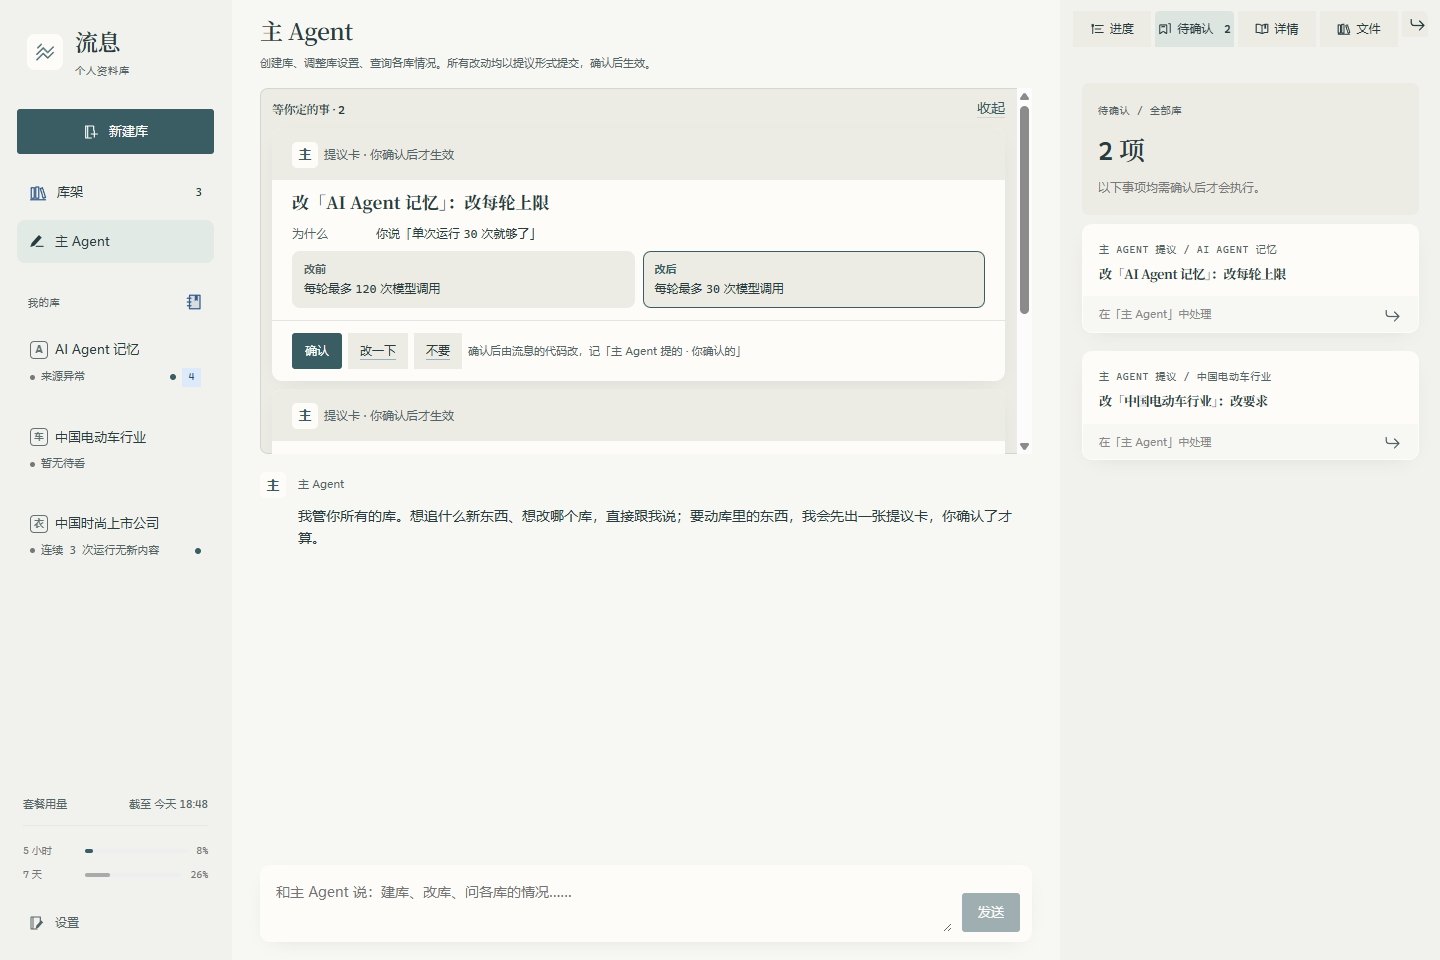 流息
个人资料库
新建库
库架 3
主 Agent
我的库
A AI Agent 记忆
来源异常 4
车 中国电动车行业
暂无待看
衣 中国时尚上市公司
连续 3 次运行无新内容
套餐用量 截至 今天 18:48
5 小时 8%
7 天 26%
设置
主 Agent
创建库、调整库设置、查询各库情况。所有改动均以提议形式提交，确认后生效。
等你定的事 · 2 收起
主 提议卡 · 你确认后才生效
改「AI Agent 记忆」：改每轮上限
为什么 你说「单次运行 30 次就够了」
改前
每轮最多 120 次模型调用
改后
每轮最多 30 次模型调用
确认 改一下 不要 确认后由流息的代码改，记「主 Agent 提的 · 你确认的」
主 提议卡 · 你确认后才生效
主 主 Agent
我管你所有的库。想追什么新东西、想改哪个库，直接跟我说；要动库里的东西，我会先出一张提议卡，你确认了才
算。
和主 Agent 说：建库、改库、问各库的情况……
发送
进度 待确认 2 详情 文件
待确认 / 全部库
2 项
以下事项均需确认后才会执行。
主 AGENT 提议 / AI AGENT 记忆
改「AI Agent 记忆」：改每轮上限
在「主 Agent」中处理
主 AGENT 提议 / 中国电动车行业
改「中国电动车行业」：改要求
在「主 Agent」中处理